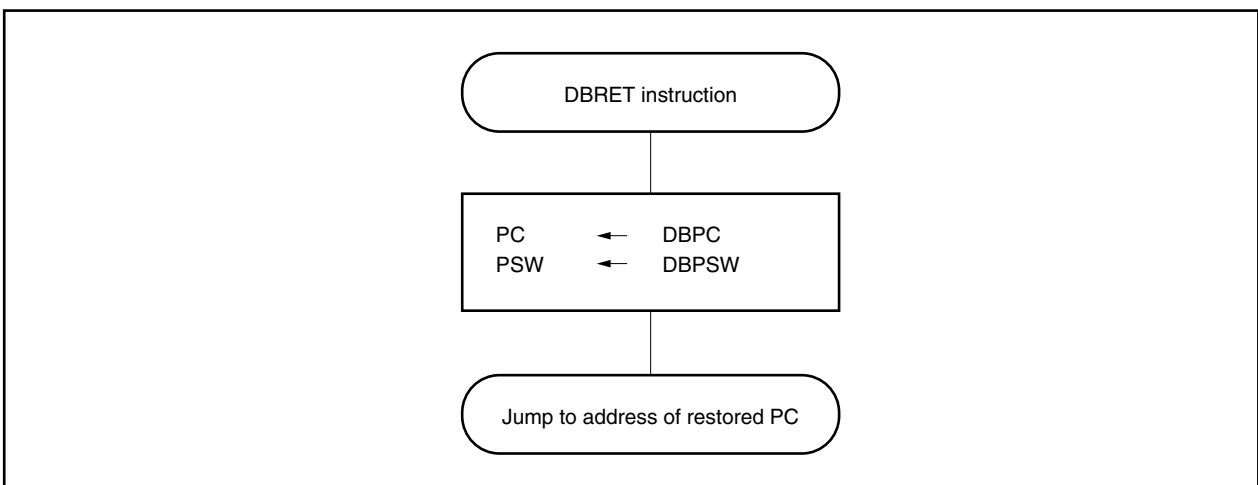 DBRET instruction
PC ← DBPC
PSW ← DBPSW
Jump to address of restored PC